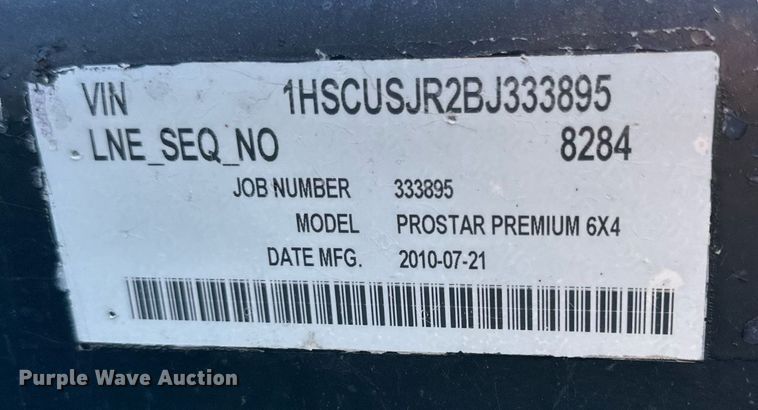 VIN 1HSCUSJR2BJ333895
LNE_SEQ_NO 8284
JOB NUMBER 333895
MODEL PROSTAR PREMIUM 6X4
DATE MFG. 2010-07-21
Purple Wave Auction